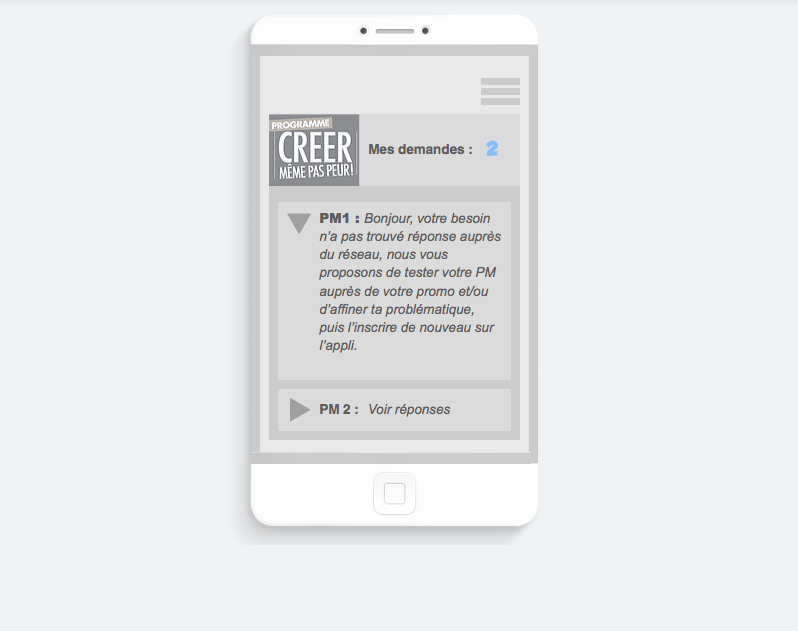 PROGRAMME
CREER
MÊME PAS PEUR!
Mes demandes : 2
PM1 : Bonjour, votre besoin
n’a pas trouvé réponse auprès
du réseau, nous vous
proposons de tester votre PM
auprès de votre promo et/ou
d’affiner ta problématique,
puis l’inscrire de nouveau sur
l’appli.
PM 2 : Voir réponses